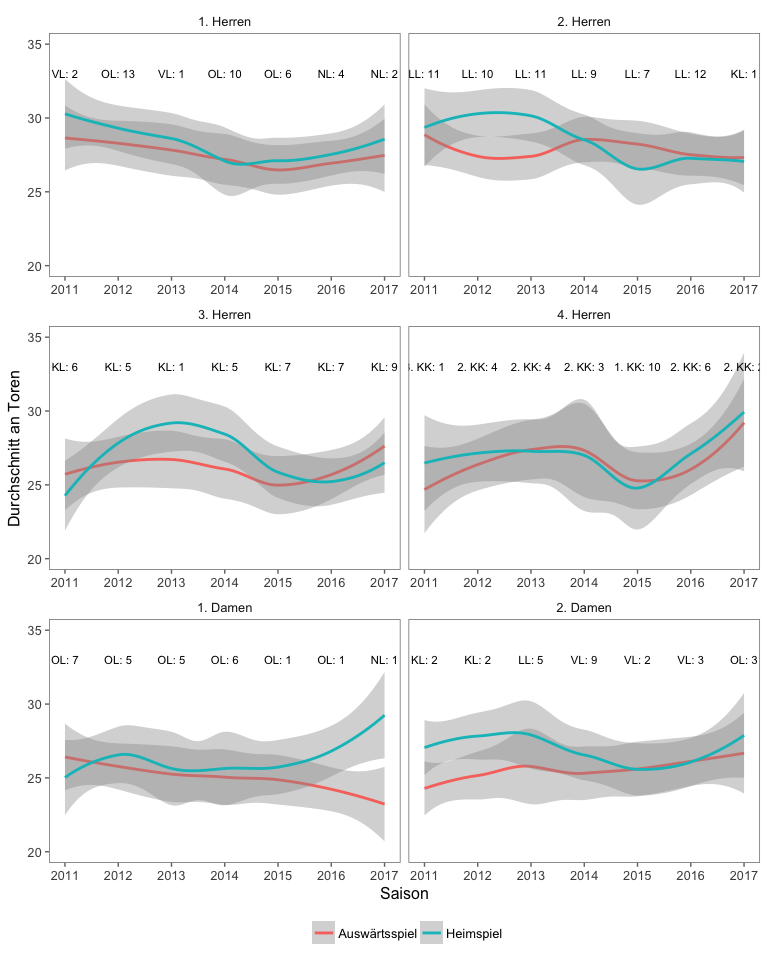 1. Herren 2. Herren
35
VL: 2 OL: 13 VL: 1 OL: 10 OL: 6 NL: 4 NL: 2 LL: 11 LL: 10 LL: 11 LL: 9 LL: 7 LL: 12 KL: 1
30
25
20
2011 2012 2013 2014 2015 2016 2017 2011 2012 2013 2014 2015 2016 2017
3. Herren 4. Herren
35
KL: 6 KL: 5 KL: 1 KL: 5 KL: 7 KL: 7 KL: 9 KK: 1 2. KK: 4 2. KK: 4 2. KK: 3 1. KK: 10 2. KK: 6 2. KK:
30
25
20
2011 2012 2013 2014 2015 2016 2017 2011 2012 2013 2014 2015 2016 2017
Durchschnitt an Toren
1. Damen 2. Damen
35
OL: 7 OL: 5 OL: 5 OL: 6 OL: 1 OL: 1 NL: 1 KL: 2 KL: 2 LL: 5 VL: 9 VL: 2 VL: 3 OL: 3
30
25
20
2011 2012 2013 2014 2015 2016 2017 2011 2012 2013 2014 2015 2016 2017
Saison
Auswärtsspiel Heimspiel